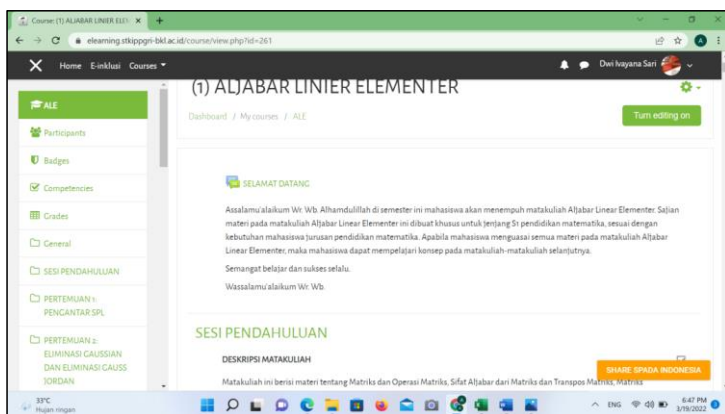 Course: (1) ALJABAR LINIER ELEM
elearning.stkippgri-bkl.ac.id/course/view.php?id=261
Home E-inklusi Courses
Dwi Ivayana Sari
(1) ALJABAR LINIER ELEMENTER
Dashboard / My courses / ALE
Turn editing on
ALE
Participants
Badges
Competencies
Grades
General
SESI PENDAHULUAN
PERTEMUAN 1:
PENGANTAR SPL
PERTEMUAN 2:
ELIMINASI GAUSSIAN
DAN ELIMINASI GAUSS
JORDAN
SELAMAT DATANG
Assalamu'alaikum Wr. Wb. Alhamdulillah di semester ini mahasiswa akan menempuh matakuliah Aljabar Linear Elementer. Sajian
materi pada matakuliah Aljabar Linear Elementer ini dibuat khusus untuk jenjang S1 pendidikan matematika, sesuai dengan
kebutuhan mahasiswa jurusan pendidikan matematika. Apabila mahasiswa menguasai semua materi pada matakuliah Aljabar
Linear Elementer, maka mahasiswa dapat mempelajari konsep pada matakuliah-matakuliah selanjutnya.
Semangat belajar dan sukses selalu.
Wassalamu'alaikum Wr. Wb.
SESI PENDAHULUAN
DESKRIPSI MATAKULIAH
SHARE SPADA INDONESIA
Matakuliah ini berisi materi tentang Matriks dan Operasi Matriks, Sifat Aljabar dari Matriks dan Transpos Matriks, Matriks
33°C
Hujan ringan
ENG
6:47 PM
3/19/2022